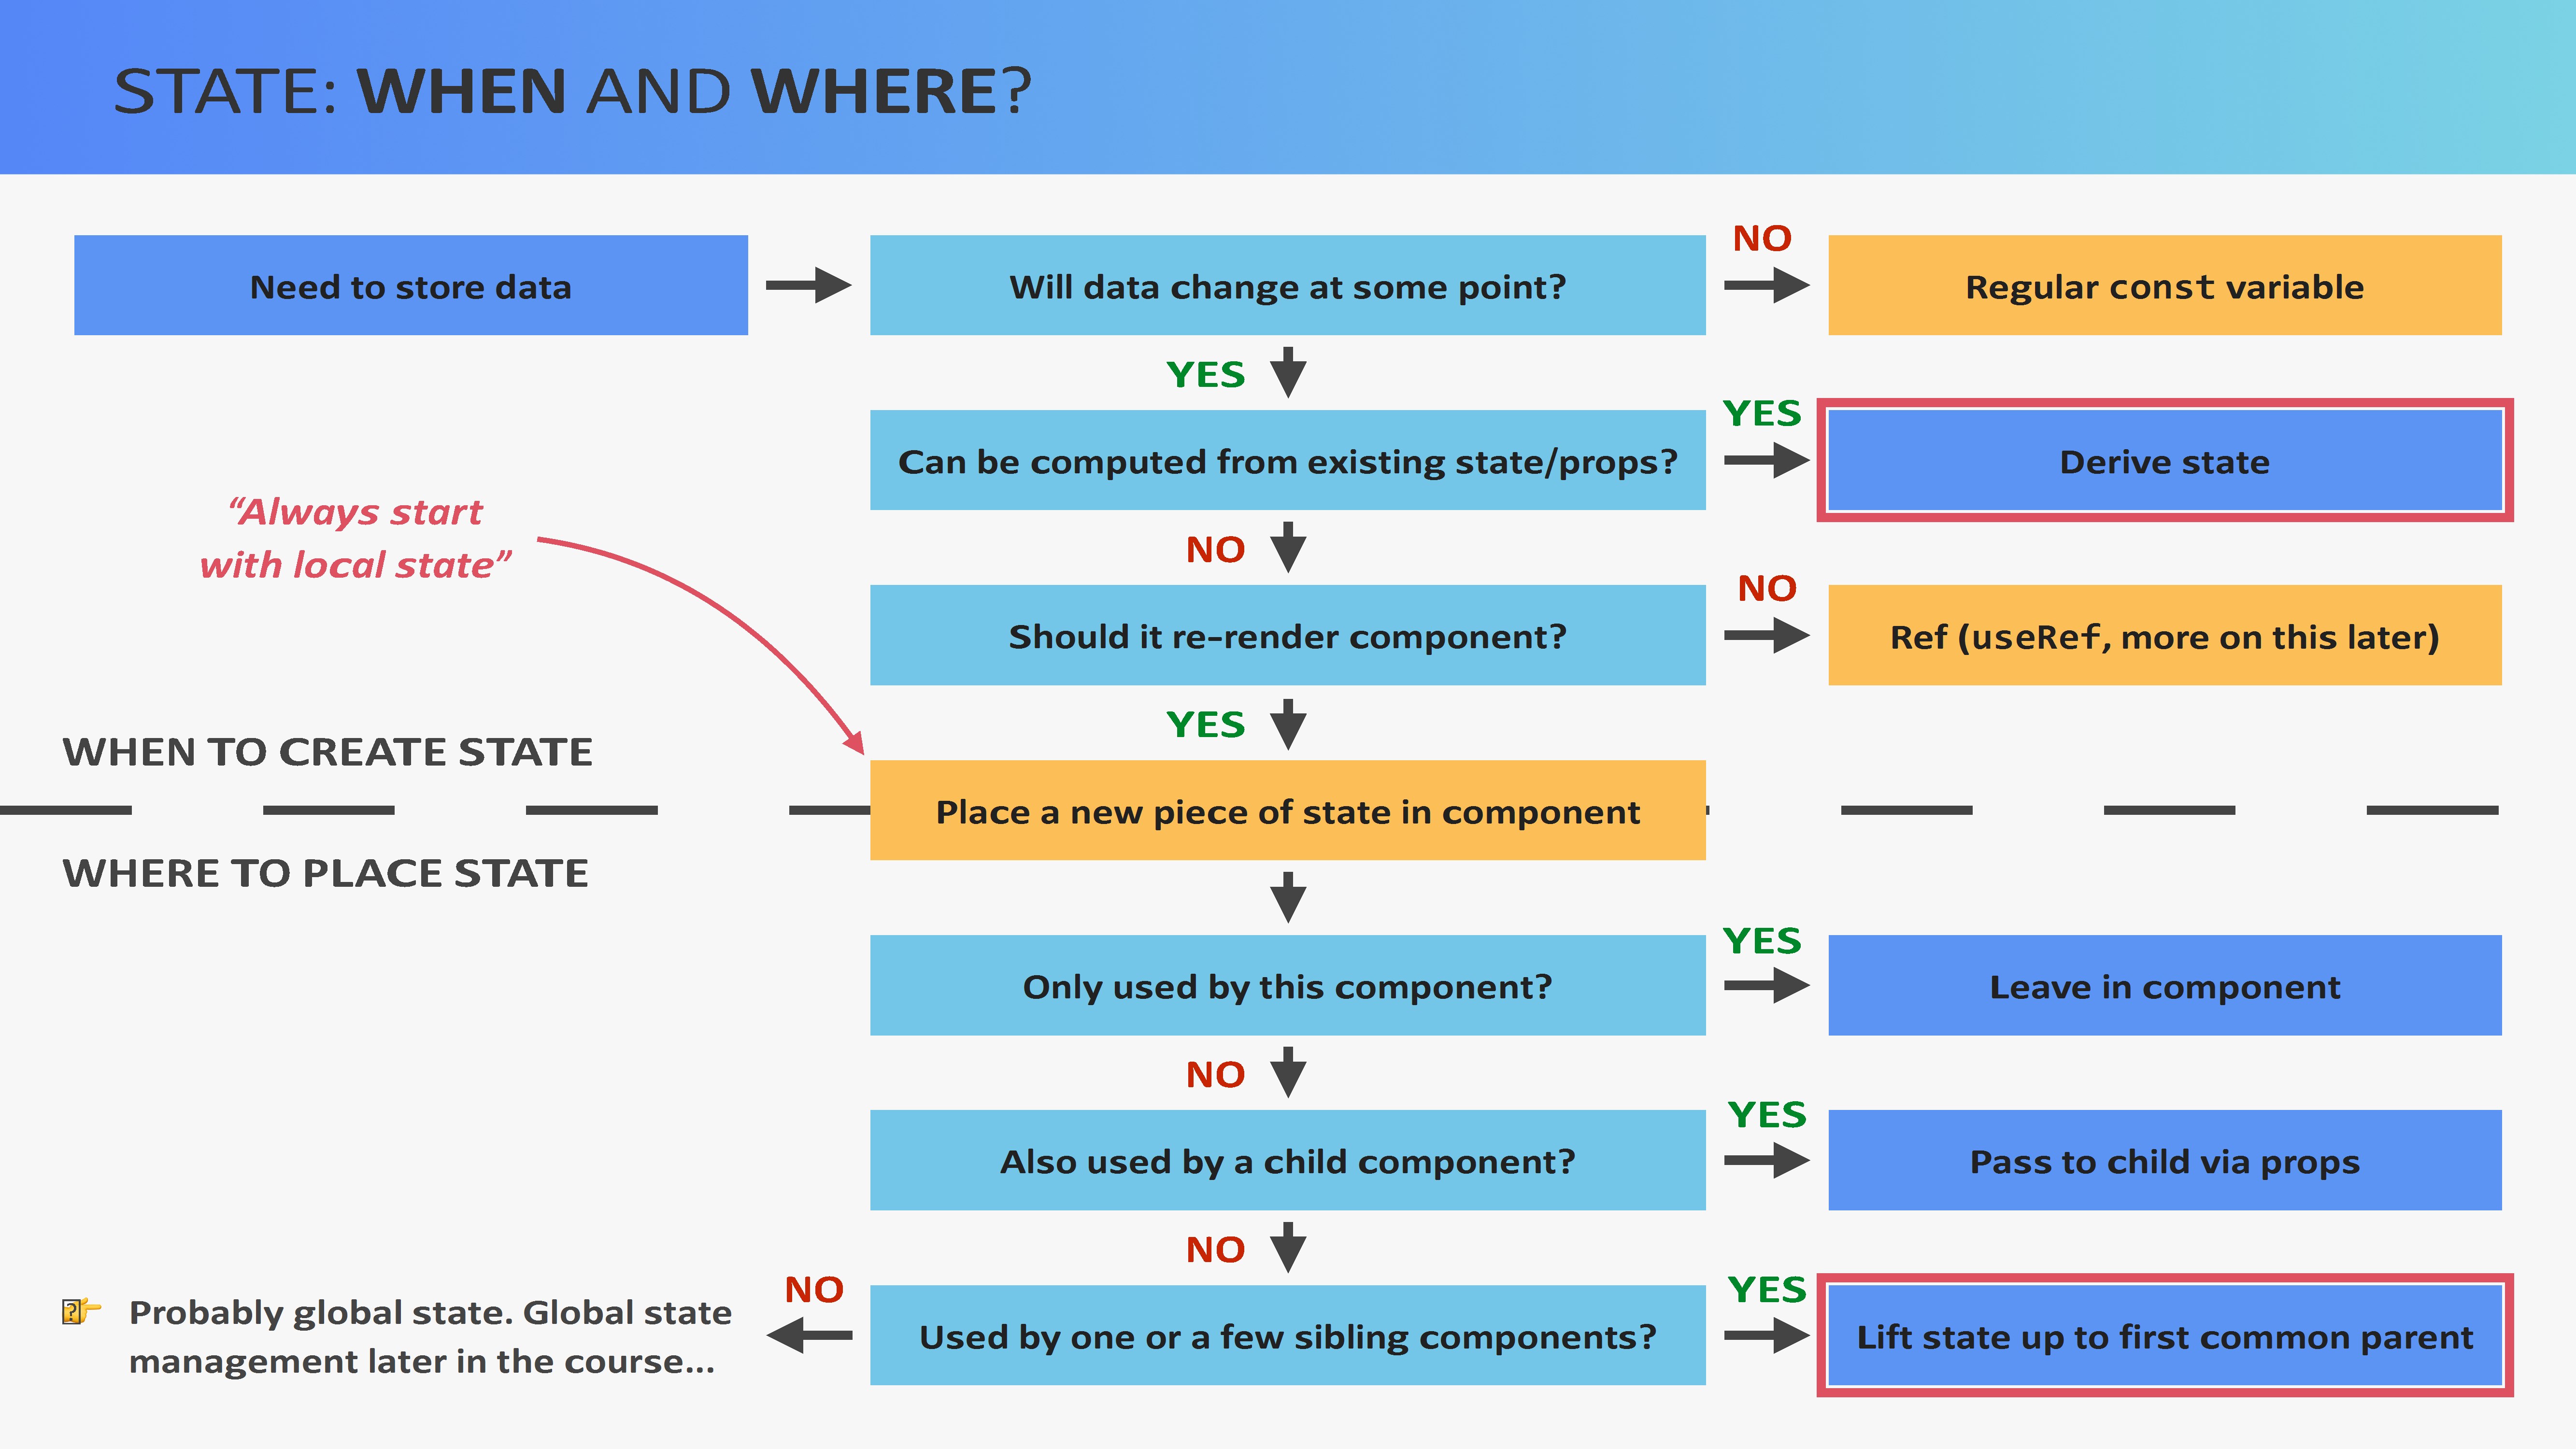 STATE: WHEN AND WHERE?
Need to store data
Will data change at some point?
NO
Regular const variable
YES
Can be computed from existing state/props?
YES
Derive state
“Always start
with local state”
NO
Should it re-render component?
NO
Ref (useRef, more on this later)
YES
WHEN TO CREATE STATE
Place a new piece of state in component
WHERE TO PLACE STATE
Only used by this component?
YES
Leave in component
NO
Also used by a child component?
YES
Pass to child via props
NO
Used by one or a few sibling components?
YES
Lift state up to first common parent
NO
Probably global state. Global state
management later in the course…